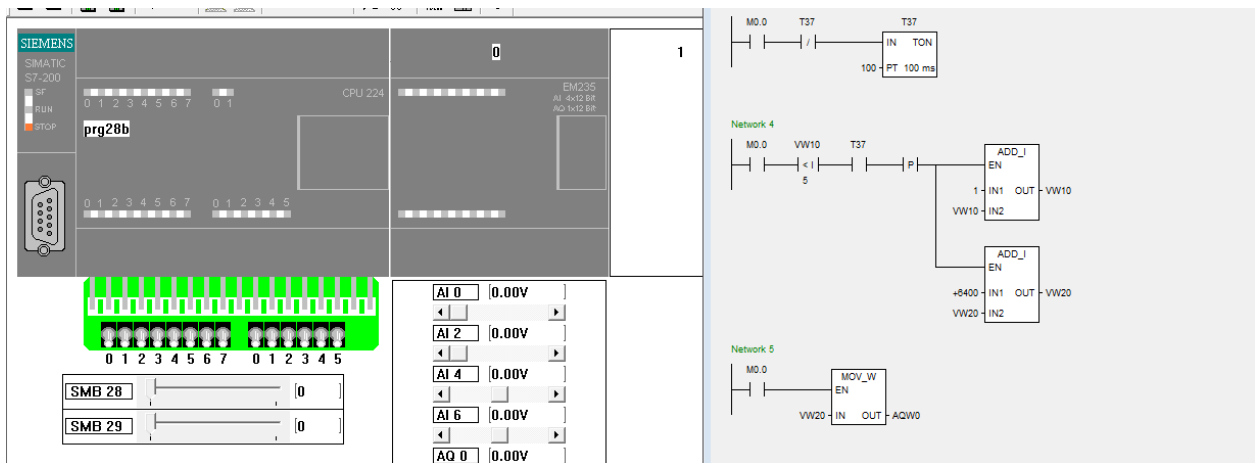 SIEMENS
SIMATIC
S7-200
SF
RUN
STOP
0 1 2 3 4 5 6 7
0 1
CPU 224
prg28b
0 1 2 3 4 5 6 7
0 1 2 3 4 5
0
EM235
AI 4x12 Bit
AQ 1x12 Bit
1
0 1 2 3 4 5 6 7
0 1 2 3 4 5
SMB 28 [0 ]
SMB 29 [0 ]
AI 0 [0.00V ]
AI 2 [0.00V ]
AI 4 [0.00V ]
AI 6 [0.00V ]
AQ 0 [0.00V
M0.0 T37 T37
/ IN TON
100 PT 100 ms
Network 4
M0.0 VW10 T37
<I P
5
ADD_I
EN
1 IN1 OUT VW10
VW10 IN2
ADD_I
EN
+6400 IN1 OUT VW20
VW20 IN2
Network 5
M0.0
MOV_W
EN
VW20 IN OUT AQW0